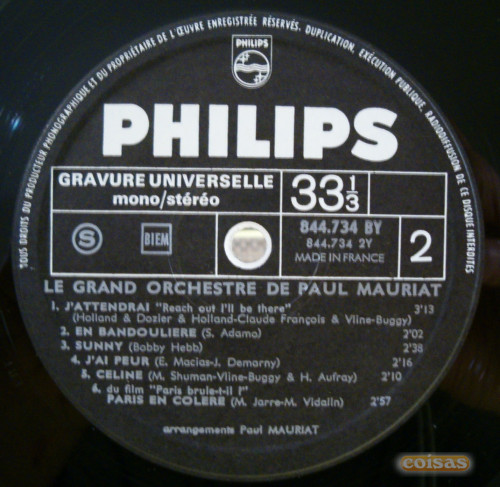 TOUS DROITS DU PRODUCTEUR PHONOGRAPHIQUE ET DU PROPRIÉTAIRE DE L'ŒUVRE ENREGISTRÉE RÉSERVÉS. DUPLICATION, EXÉCUTION PUBLIQUE, RADIODIFFUSION DE CE DISQUE INTERDITES
PHILIPS
PHILIPS
GRAVURE UNIVERSELLE
mono/stéréo
33 1/3
S
BIEM
844.734 BY
844.734 2Y
MADE IN FRANCE
2
LE GRAND ORCHESTRE DE PAUL MAURIAT
1. J'ATTENDRAI "Reach out I'll be there" 3'13
(Holland & Dozier & Holland-Claude François & Vline-Buggy)
2. EN BANDOULIERE (S. Adamo) 2'02
3. SUNNY (Bobby Hebb) 2'38
4. J'AI PEUR (E. Macias-J. Demarny) 2'16
5. CELINE (M. Shuman-Vline-Buggy & H. Aufray) 2'10
6. du film "Paris brule-t-il ?"
PARIS EN COLERE (M. Jarre-M. Vidalin) 2'57
arrangements Paul MAURIAT
coisas